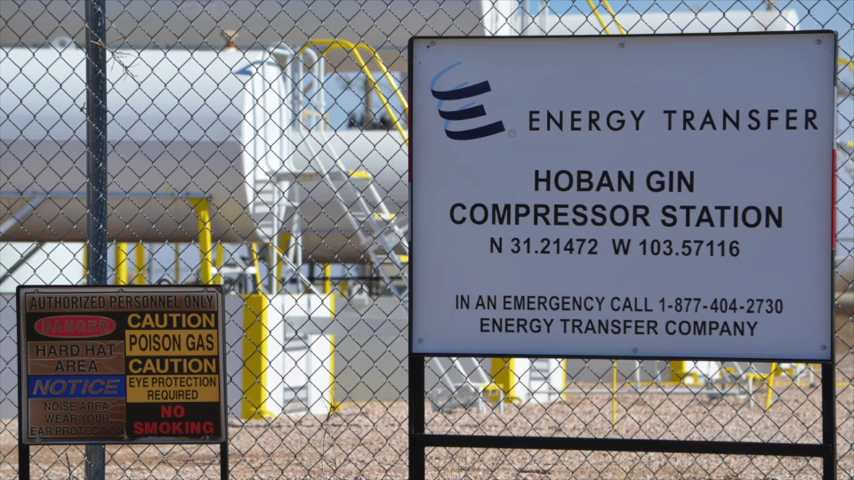 ENERGY TRANSFER
HOBAN GIN
COMPRESSOR STATION
N 31.21472 W 103.57116
IN AN EMERGENCY CALL 1-877-404-2730
ENERGY TRANSFER COMPANY
AUTHORIZED PERSONNEL ONLY
DANGER
HARD HAT
AREA
NOTICE
NOISE AREA
WEAR YOUR
EAR PROTECTION
CAUTION
POISON GAS
CAUTION
EYE PROTECTION
REQUIRED
NO
SMOKING